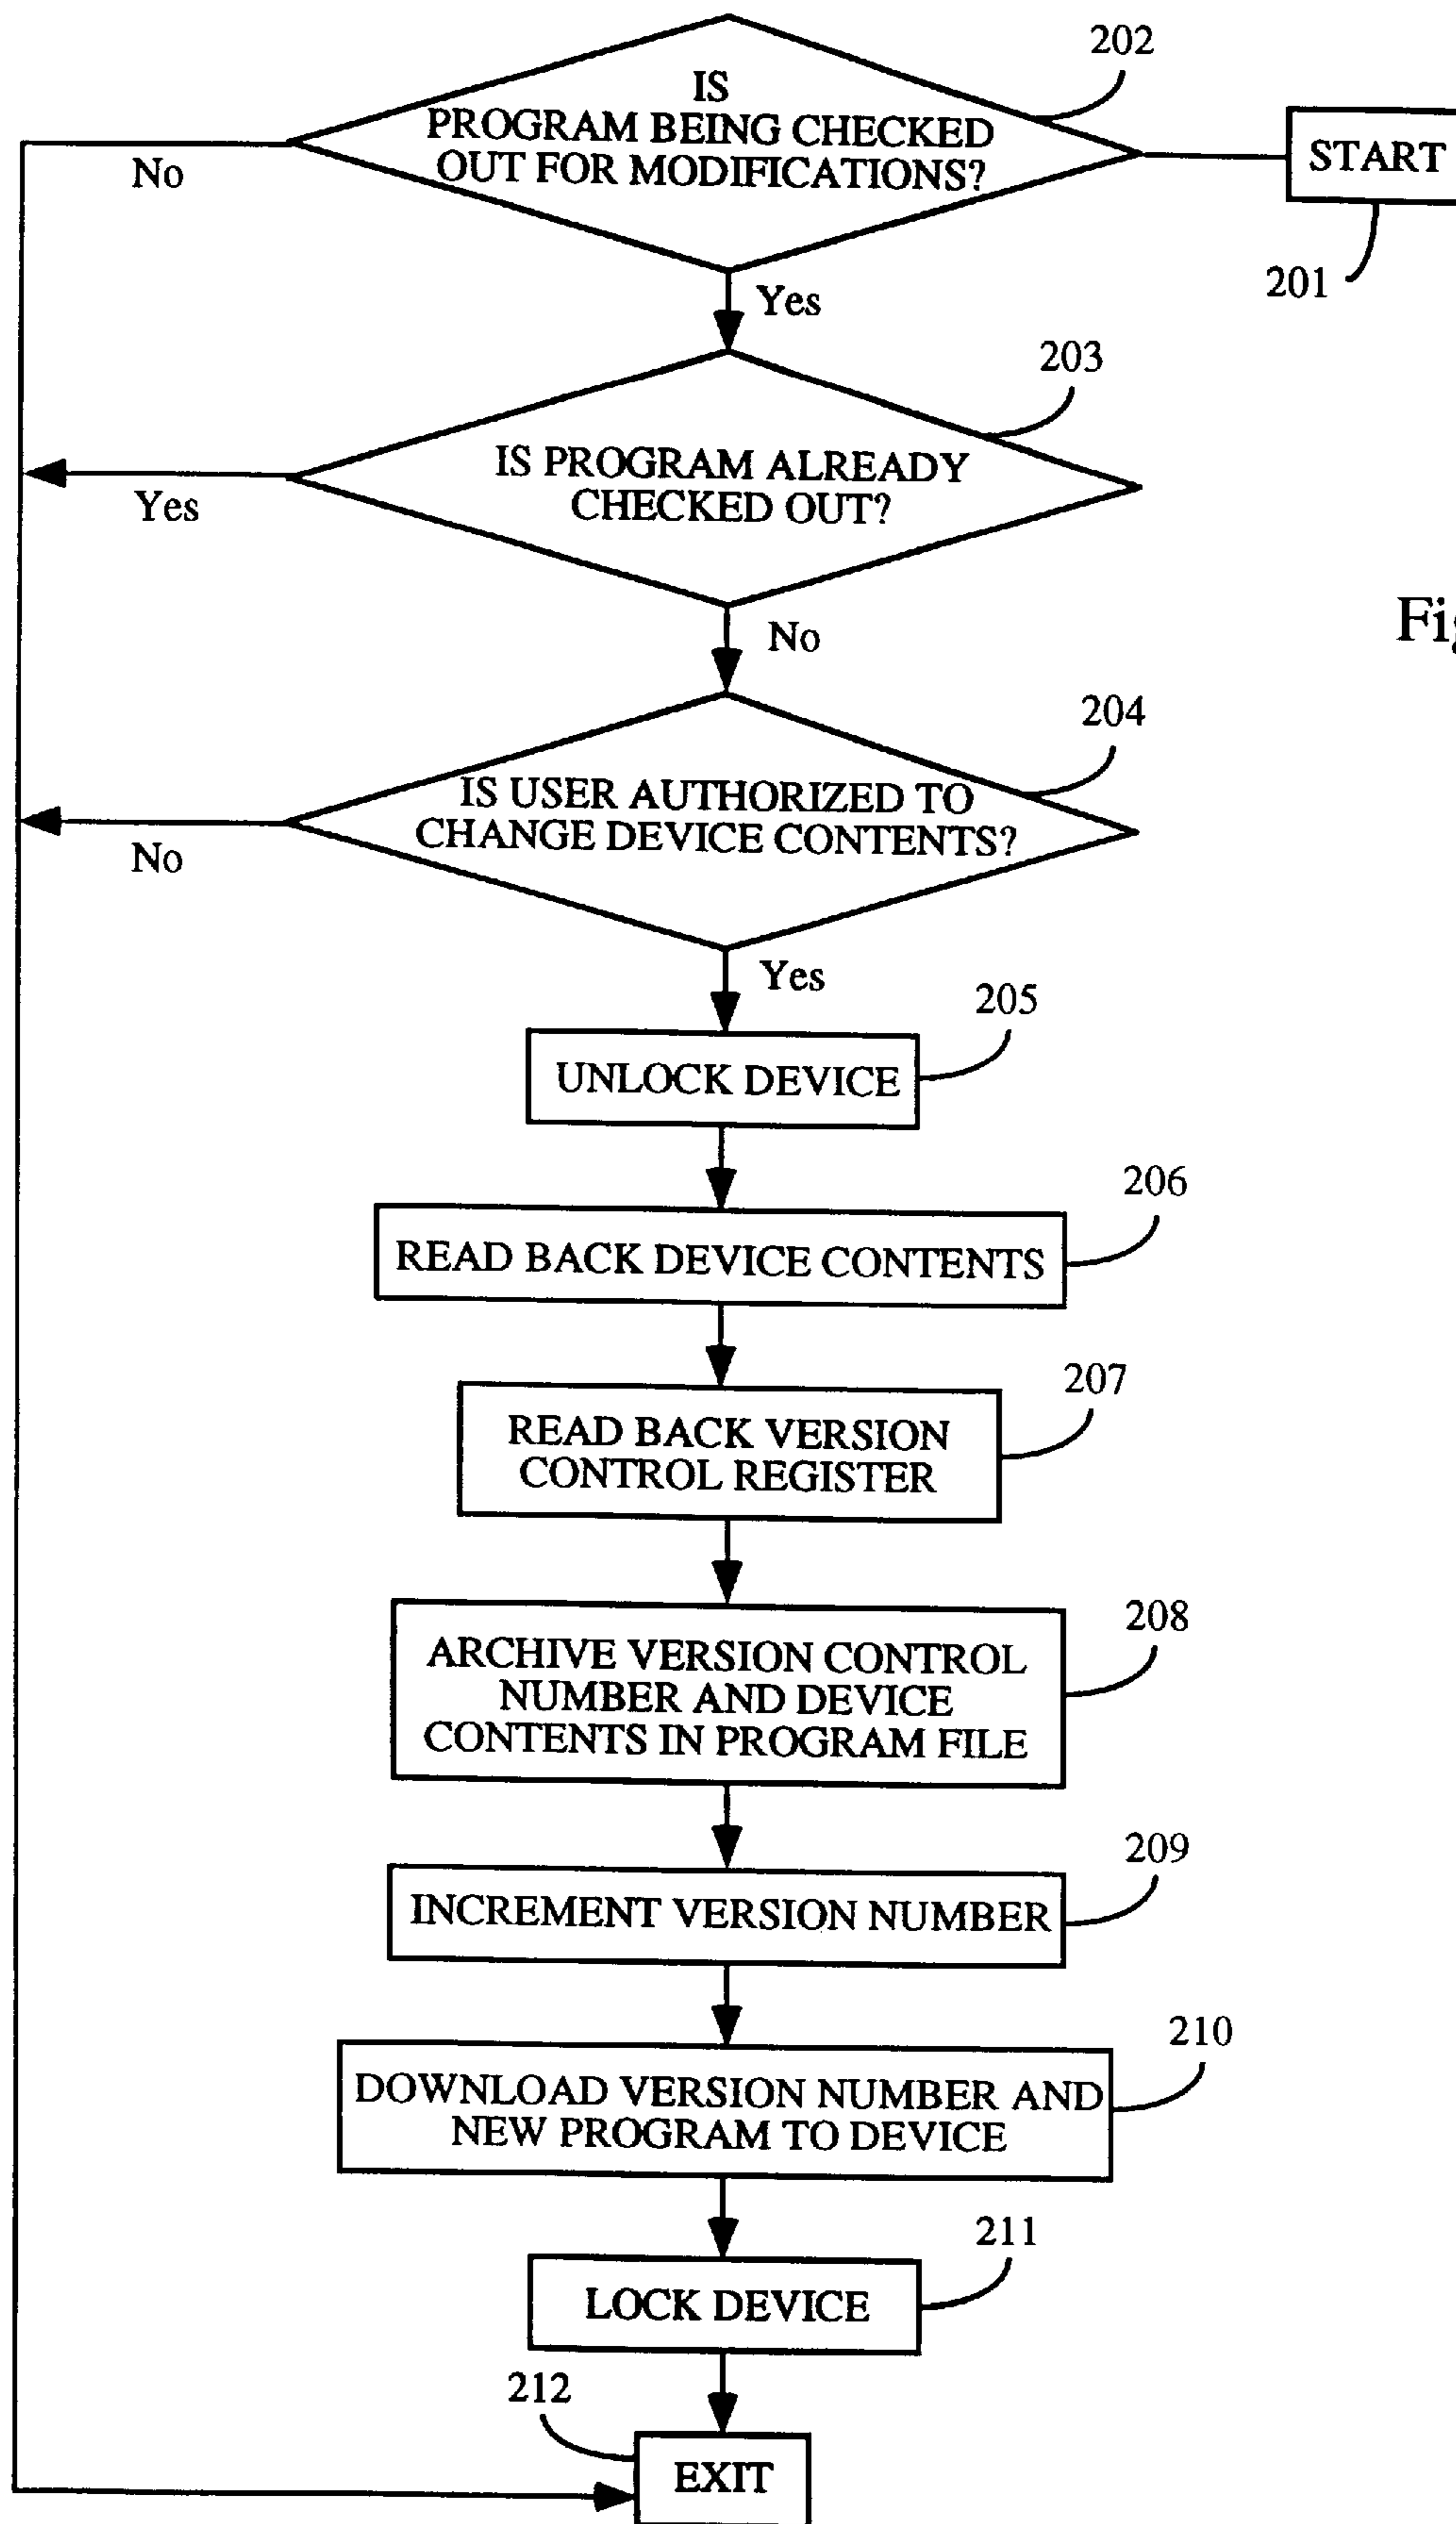 202
IS
PROGRAM BEING CHECKED
OUT FOR MODIFICATIONS?
START
No
201
Yes
203
IS PROGRAM ALREADY
CHECKED OUT?
Yes
No
204
IS USER AUTHORIZED TO
CHANGE DEVICE CONTENTS?
No
Yes
205
UNLOCK DEVICE
206
READ BACK DEVICE CONTENTS
207
READ BACK VERSION
CONTROL REGISTER
208
ARCHIVE VERSION CONTROL
NUMBER AND DEVICE
CONTENTS IN PROGRAM FILE
209
INCREMENT VERSION NUMBER
210
DOWNLOAD VERSION NUMBER AND
NEW PROGRAM TO DEVICE
211
LOCK DEVICE
212
EXIT